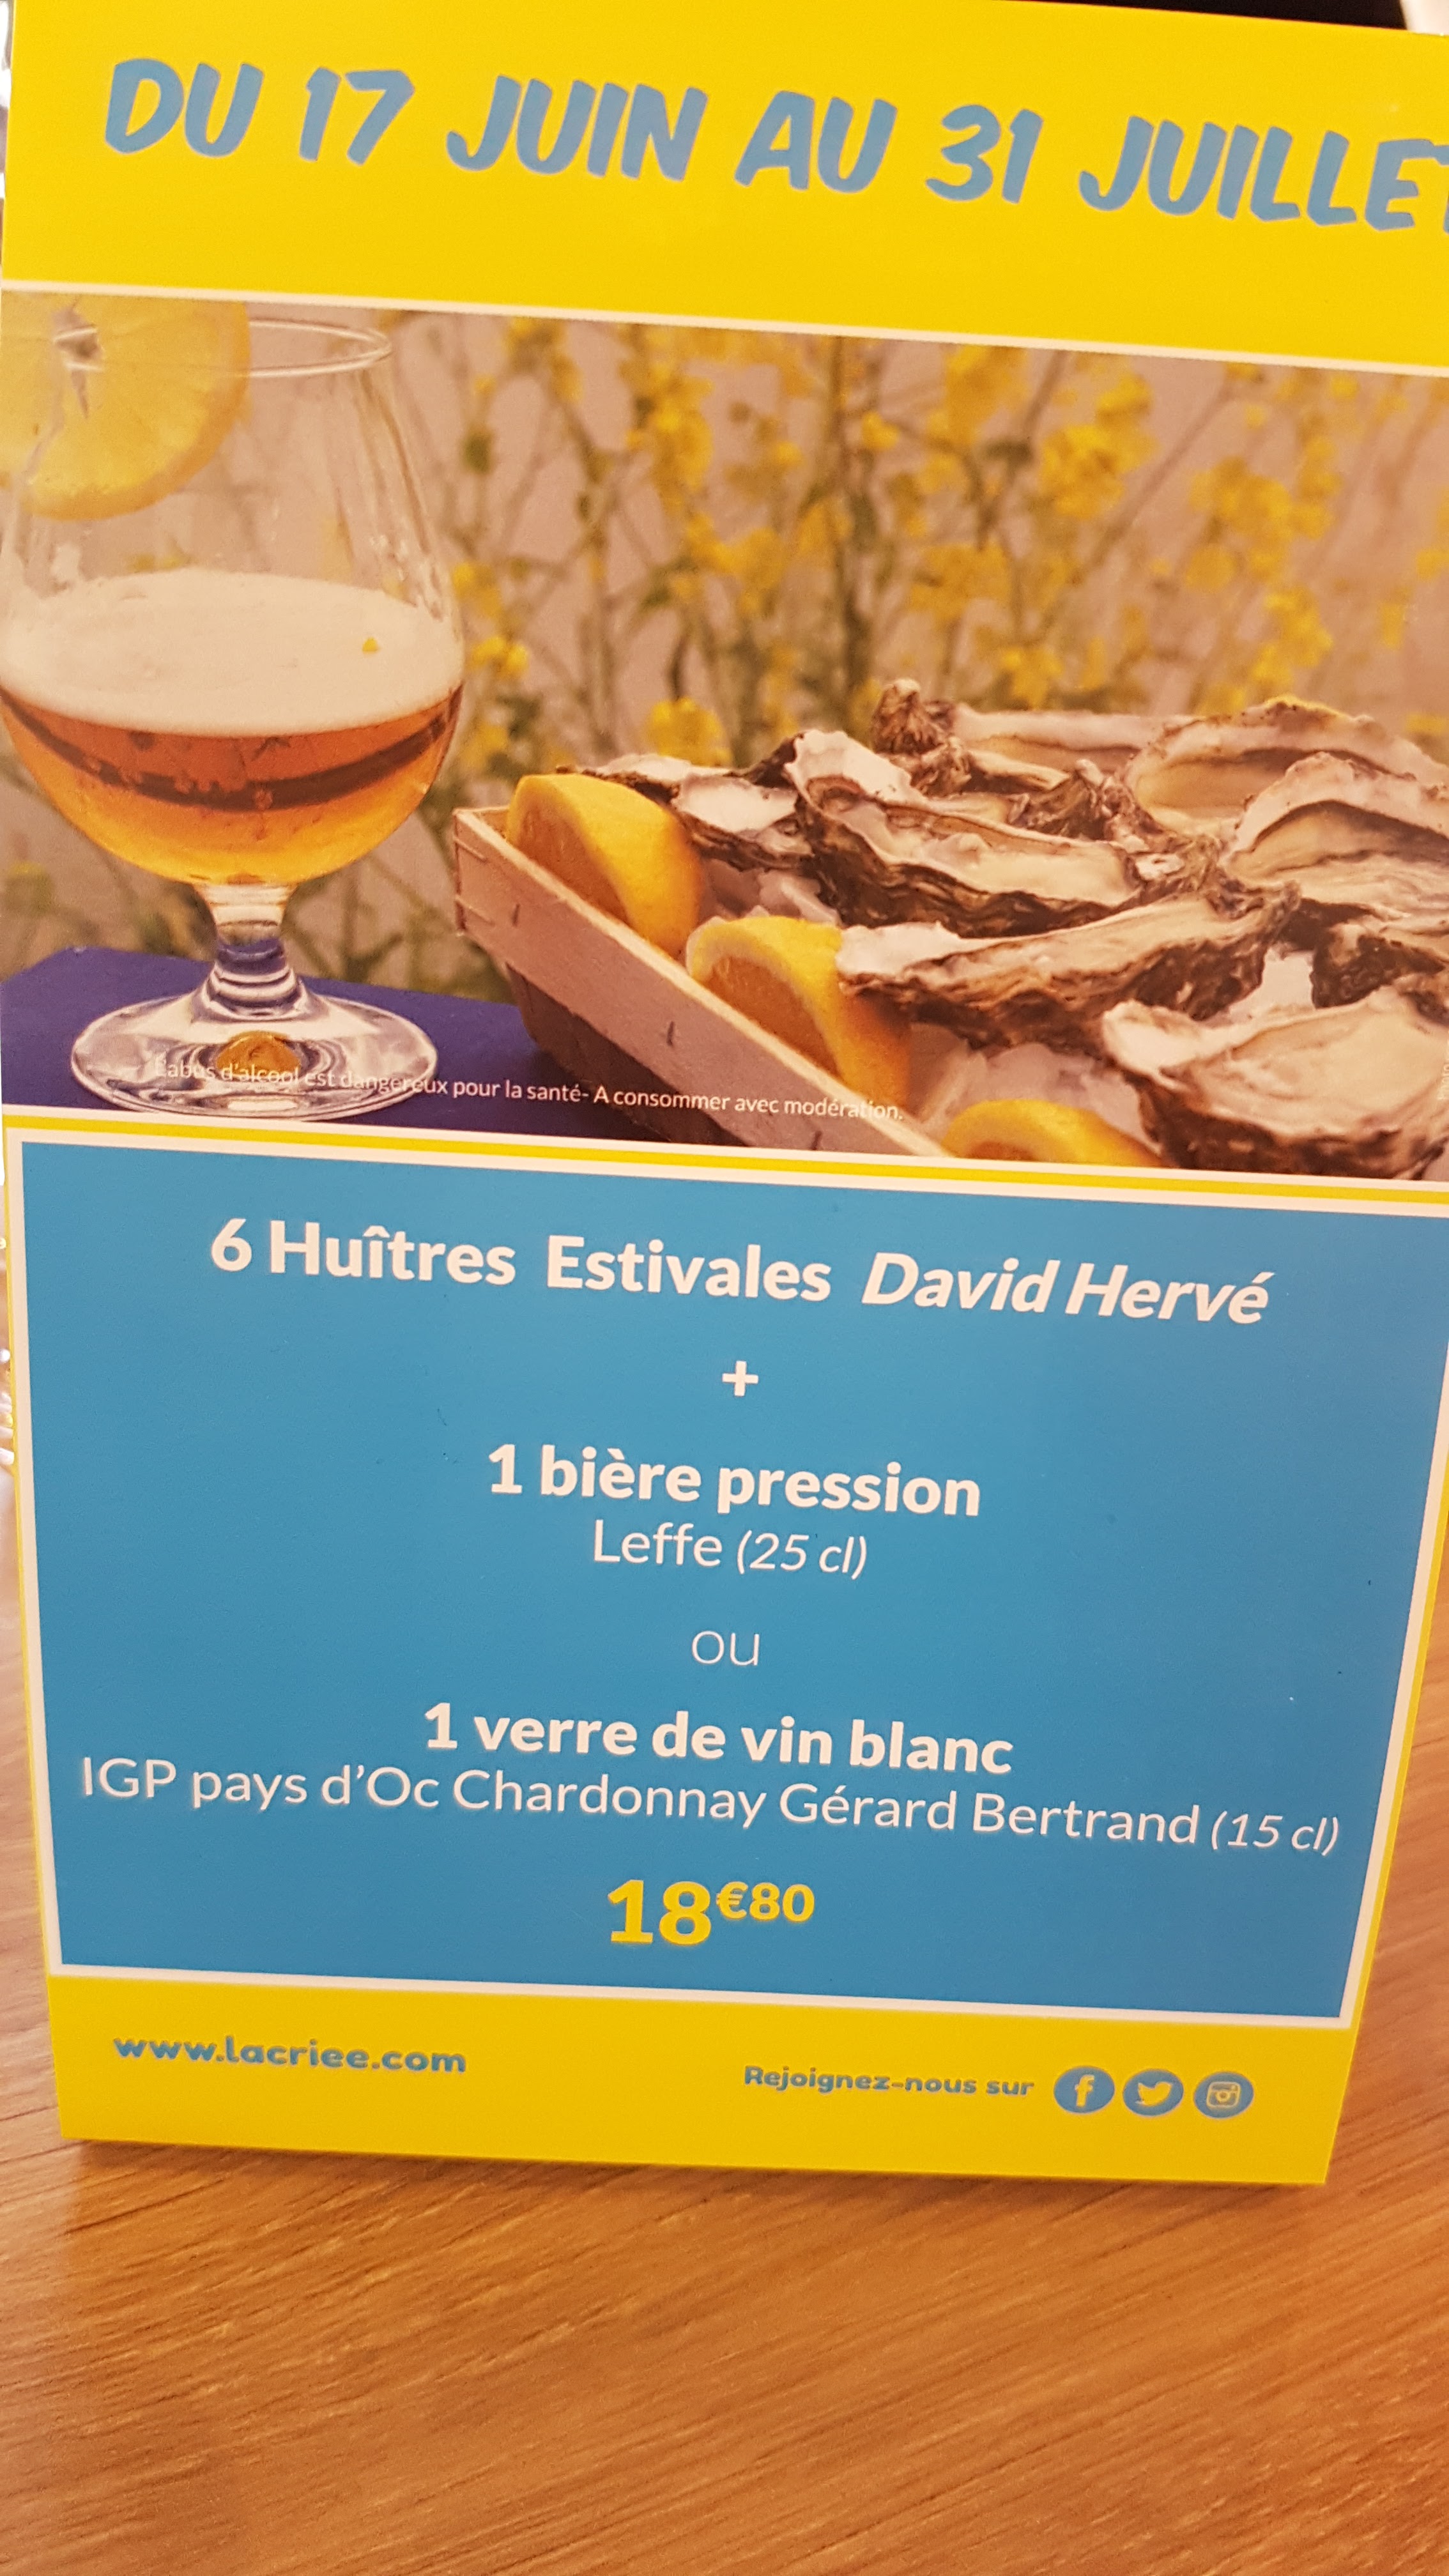 DU 17 JUIN AU 31 JUILLET
L'abus d'alcool est dangereux pour la santé- A consommer avec modération.
6 Huîtres Estivales David Hervé
+
1 bière pression
Leffe (25 cl)
ou
1 verre de vin blanc
IGP pays d'Oc Chardonnay Gérard Bertrand (15 cl)
18€80
www.lacriee.com
Rejoignez-nous sur